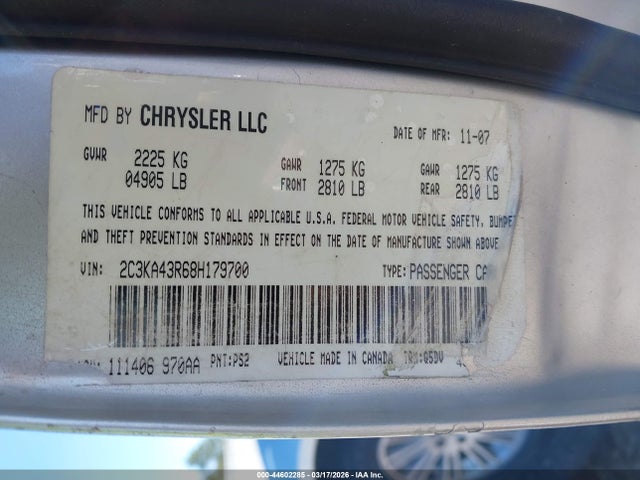 MFD BY CHRYSLER LLC
DATE OF MFR: 11-07
GVWR 2225 KG
04905 LB
GAWR 1275 KG
FRONT 2810 LB
GAWR 1275 KG
REAR 2810 LB
THIS VEHICLE CONFORMS TO ALL APPLICABLE U.S.A. FEDERAL MOTOR VEHICLE SAFETY, BUMPE
AND THEFT PREVENTION STANDARDS IN EFFECT ON THE DATE OF MANUFACTURE SHOWN ABOVE
VIN: 2C3KA43R68H179700 TYPE: PASSENGER CA
111406 970AA PNT: PS2 VEHICLE MADE IN CANADA
000-44602285 - 03/17/2026 - IAA Inc.